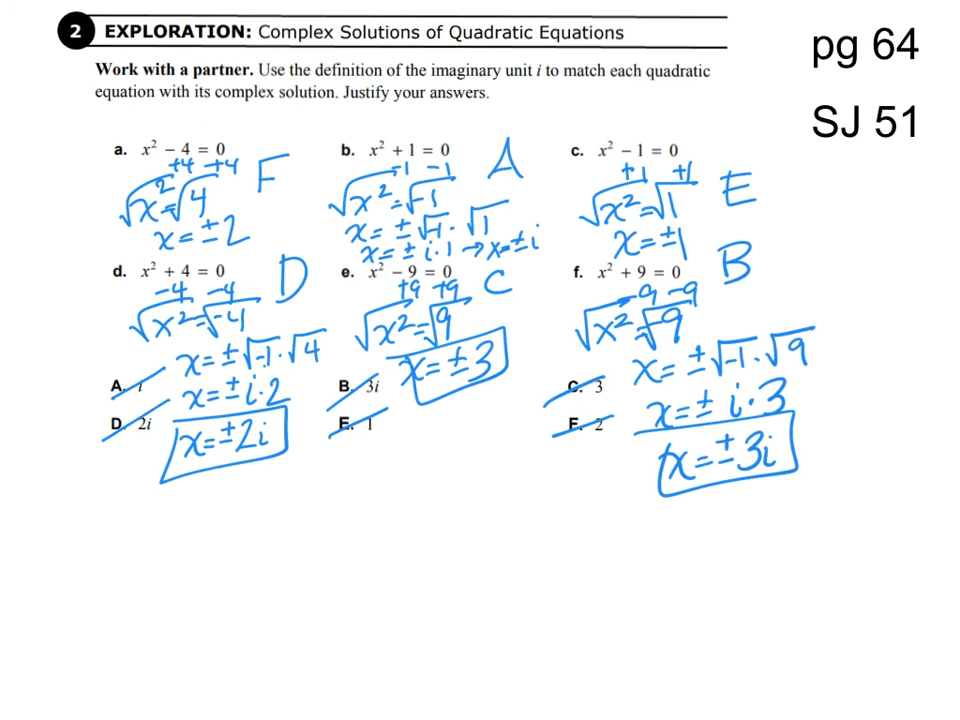 2 EXPLORATION: Complex Solutions of Quadratic Equations
pg 64
SJ 51
Work with a partner. Use the definition of the imaginary unit i to match each quadratic
equation with its complex solution. Justify your answers.
a. x² − 4 = 0
+4 +4
F
√x² = √4
x = ±2
b. x² + 1 = 0
−1 −1
A
√x² = √−1
x = ± √−1 · √1
x = ± i · 1 → x = ± i
c. x² − 1 = 0
+1 +1
E
√x² = √1
x = ±1
d. x² + 4 = 0
−4 −4
D
√x² = √−4
x = ± √−1 · √4
x = ± i · 2
x = ±2i
e. x² − 9 = 0
+9 +9
C
√x² = √9
x = ±3
f. x² + 9 = 0
−9 −9
B
√x² = √−9
x = ± √−1 · √9
x = ± i · 3
x = ±3i
A. i
B. 3i
C. 3
D. 2i
E. 1
F. 2